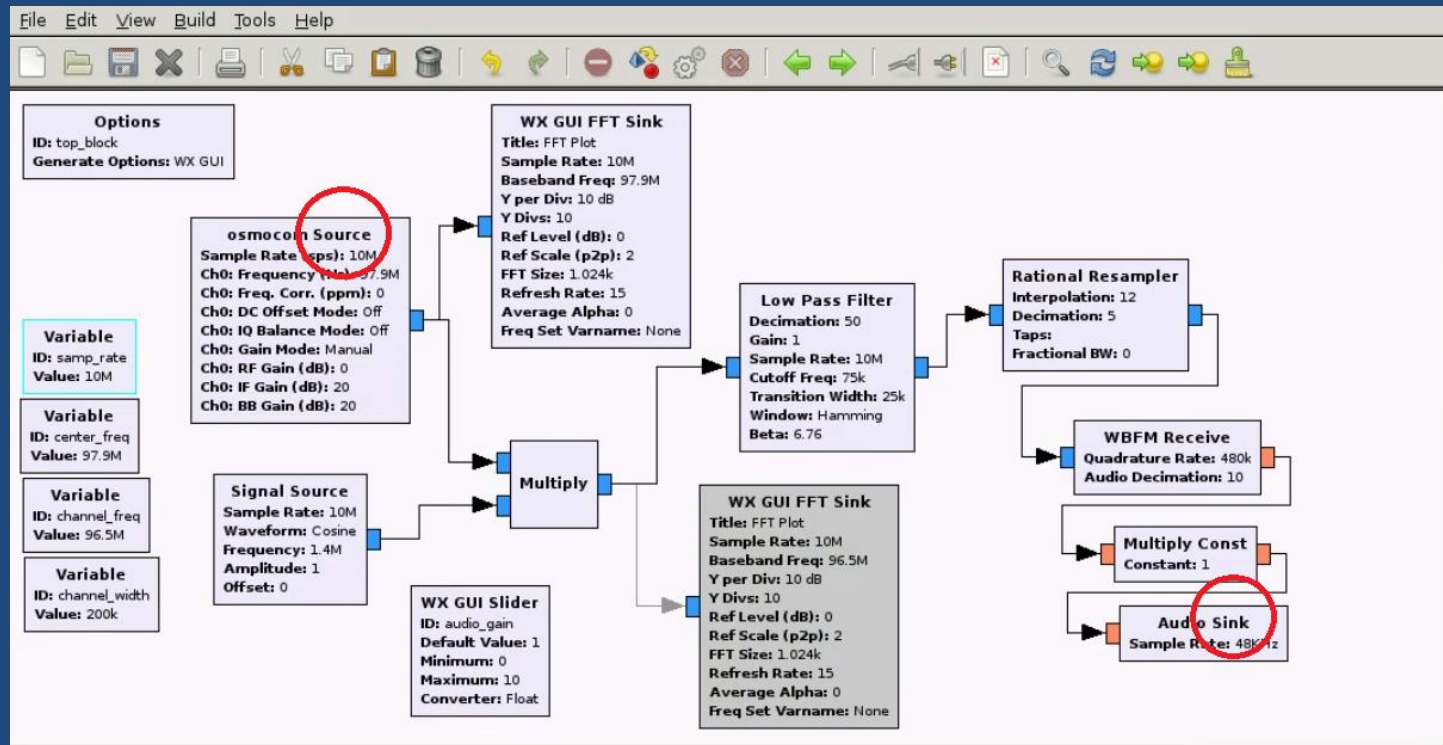 File Edit View Build Tools Help
Options
ID: top_block
Generate Options: WX GUI
WX GUI FFT Sink
Title: FFT Plot
Sample Rate: 10M
Baseband Freq: 97.9M
Y per Div: 10 dB
Y Divs: 10
Ref Level (dB): 0
Ref Scale (p2p): 2
FFT Size: 1.024k
Refresh Rate: 15
Average Alpha: 0
Freq Set Varname: None
osmocom Source
Sample Rate (sps): 10M
Ch0: Frequency (Hz): 97.9M
Ch0: Freq. Corr. (ppm): 0
Ch0: DC Offset Mode: Off
Ch0: IQ Balance Mode: Off
Ch0: Gain Mode: Manual
Ch0: RF Gain (dB): 0
Ch0: IF Gain (dB): 20
Ch0: BB Gain (dB): 20
Variable
ID: samp_rate
Value: 10M
Variable
ID: center_freq
Value: 97.9M
Variable
ID: channel_freq
Value: 96.5M
Variable
ID: channel_width
Value: 200k
Signal Source
Sample Rate: 10M
Waveform: Cosine
Frequency: 1.4M
Amplitude: 1
Offset: 0
Multiply
WX GUI Slider
ID: audio_gain
Default Value: 1
Minimum: 0
Maximum: 10
Converter: Float
Low Pass Filter
Decimation: 50
Gain: 1
Sample Rate: 10M
Cutoff Freq: 75k
Transition Width: 25k
Window: Hamming
Beta: 6.76
WX GUI FFT Sink
Title: FFT Plot
Sample Rate: 10M
Baseband Freq: 96.5M
Y per Div: 10 dB
Y Divs: 10
Ref Level (dB): 0
Ref Scale (p2p): 2
FFT Size: 1.024k
Refresh Rate: 15
Average Alpha: 0
Freq Set Varname: None
Rational Resampler
Interpolation: 12
Decimation: 5
Taps:
Fractional BW: 0
WBFM Receive
Quadrature Rate: 480k
Audio Decimation: 10
Multiply Const
Constant: 1
Audio Sink
Sample Rate: 48KHz